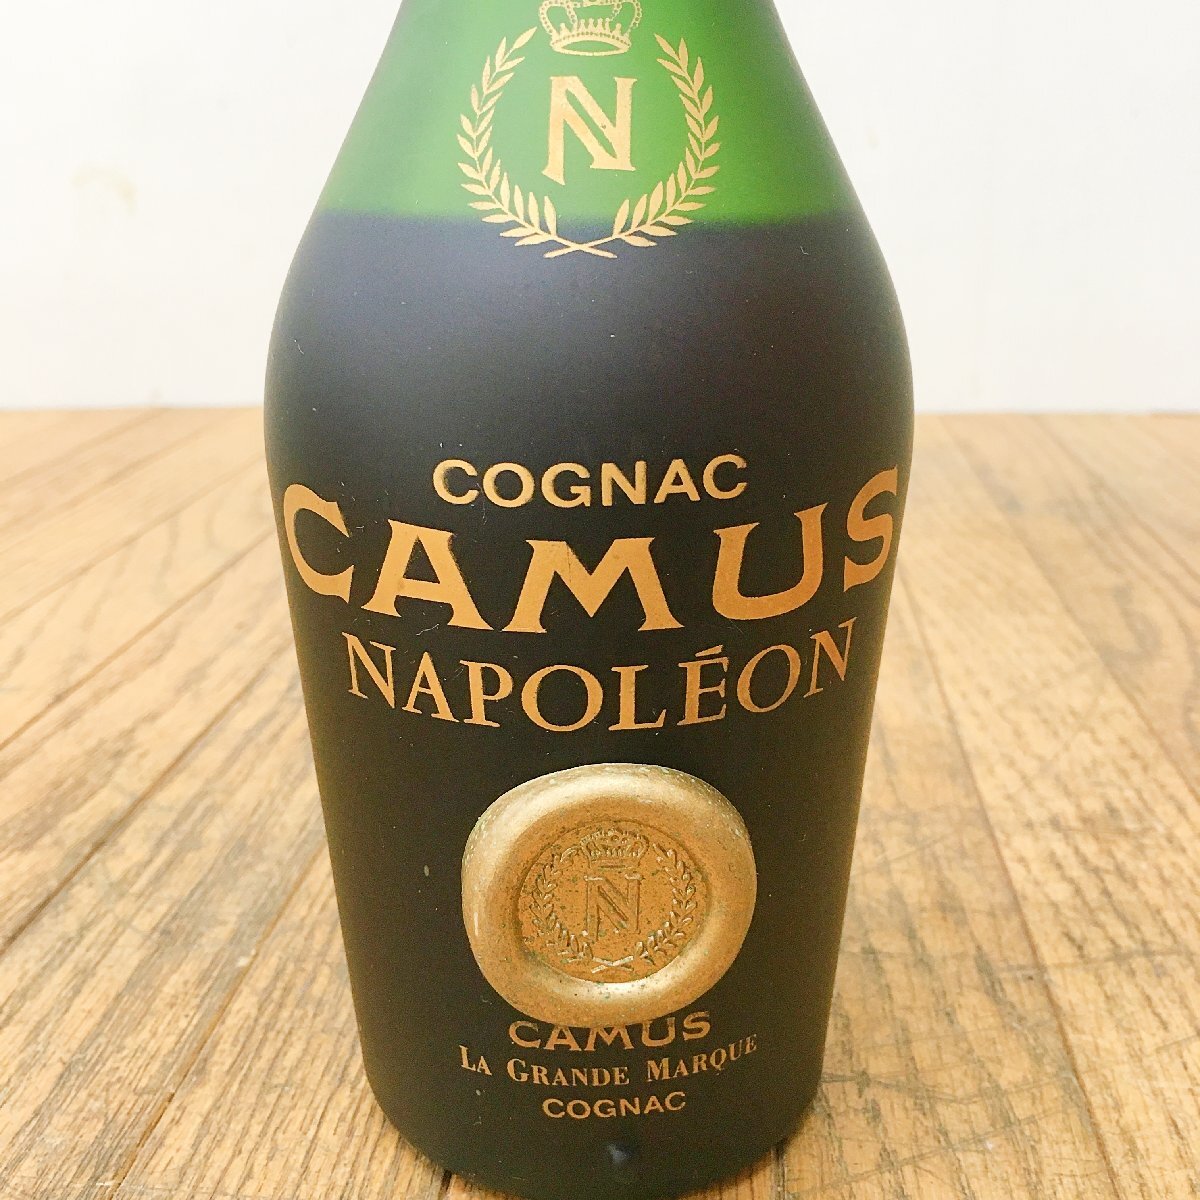 N
COGNAC
CAMUS
NAPOLÉON
N
CAMUS
LA GRANDE MARQUE
COGNAC